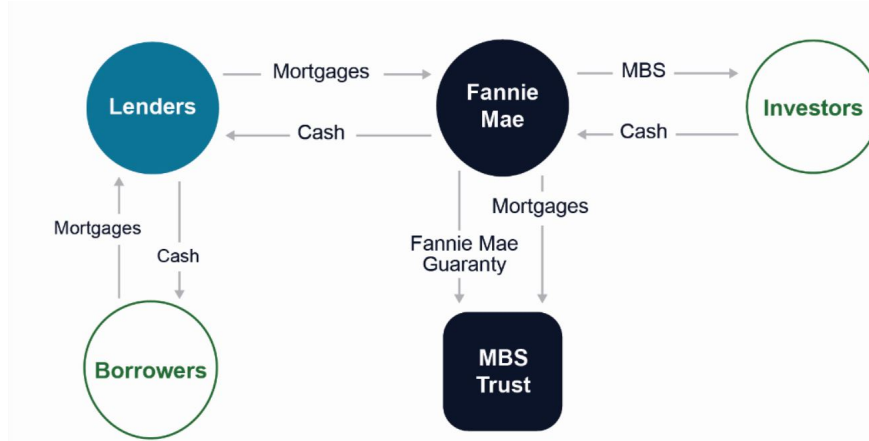 Mortgages
MBS
Lenders
Fannie
Mae
Investors
Cash
Cash
Mortgages
Mortgages
Cash
Fannie Mae
Guaranty
Borrowers
MBS
Trust